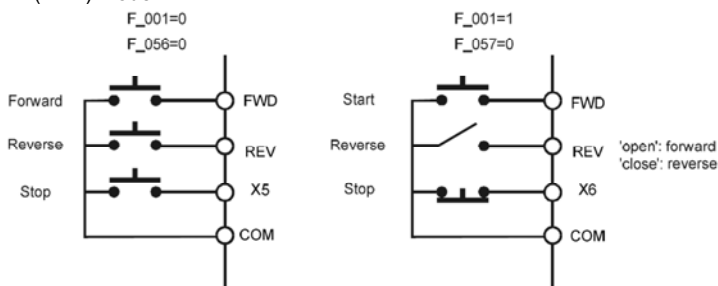 F_001=0
F_056=0
Forward
FWD
Reverse
REV
Stop
X5
COM
F_001=1
F_057=0
Start
FWD
Reverse
REV
'open': forward
'close': reverse
Stop
X6
COM